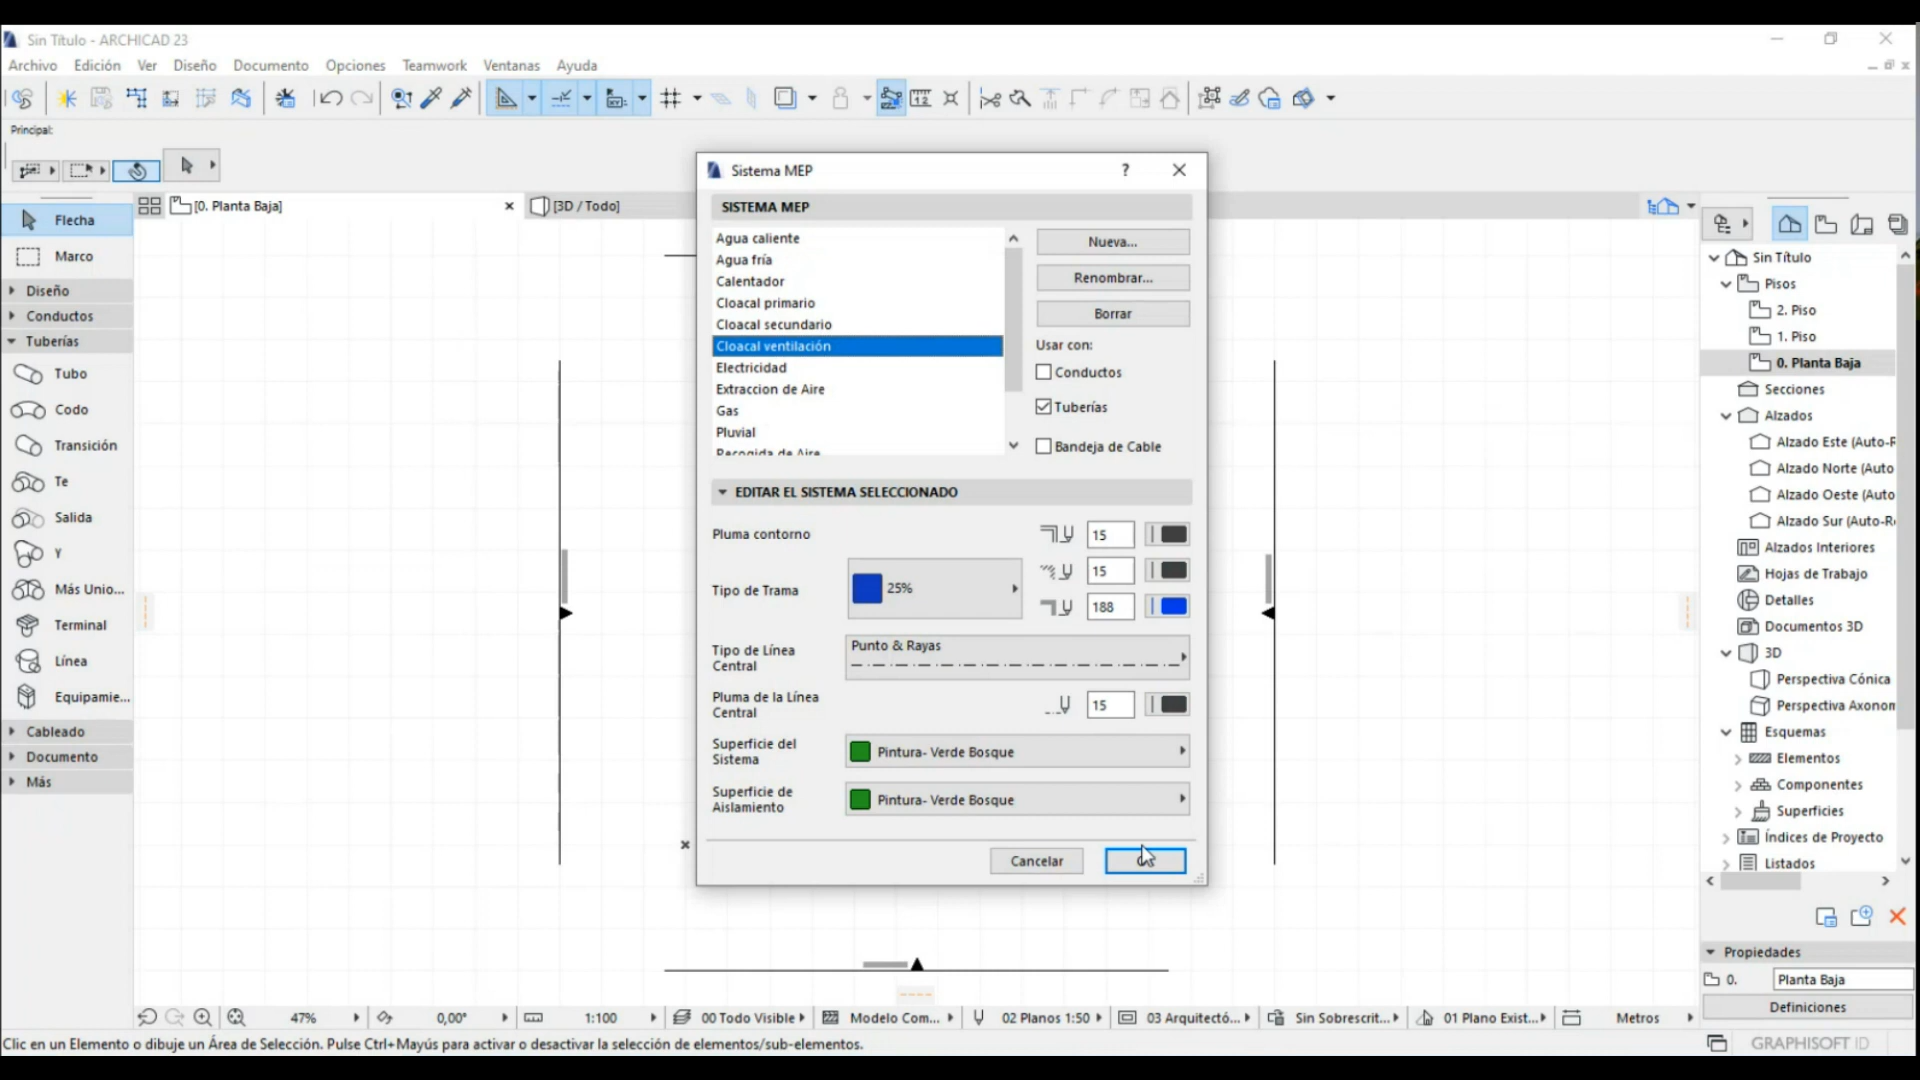 Sin Título - ARCHICAD 23
Archivo Edición Ver Diseño Documento Opciones Teamwork Ventanas Ayuda
Principal:
[0. Planta Baja]
[3D / Todo]
Flecha
Marco
Diseño
Conductos
Tuberías
Tubo
Codo
Transición
Te
Salida
Y
Más Unio...
Terminal
Línea
Equipamie...
Cableado
Documento
Más
Sistema MEP
?
SISTEMA MEP
Agua caliente
Agua fría
Calentador
Cloacal primario
Cloacal secundario
Cloacal ventilación
Electricidad
Extraccion de Aire
Gas
Pluvial
Recogida de Aire
Nueva...
Renombrar...
Borrar
Usar con:
Conductos
Tuberías
Bandeja de Cable
EDITAR EL SISTEMA SELECCIONADO
Pluma contorno
15
Tipo de Trama
25%
15
188
Tipo de Línea
Central
Punto & Rayas
Pluma de la Línea
Central
15
Superficie del
Sistema
Pintura- Verde Bosque
Superficie de
Aislamiento
Pintura- Verde Bosque
Cancelar
Sin Título
Pisos
2. Piso
1. Piso
0. Planta Baja
Secciones
Alzados
Alzado Este (Auto-R
Alzado Norte (Auto
Alzado Oeste (Auto
Alzado Sur (Auto-R
Alzados Interiores
Hojas de Trabajo
Detalles
Documentos 3D
3D
Perspectiva Cónica
Perspectiva Axonom
Esquemas
Elementos
Componentes
Superficies
Índices de Proyecto
Listados
Propiedades
0. Planta Baja
Definiciones
47% 0,00° 1:100 00 Todo Visible Modelo Com... 02 Planos 1:50 03 Arquitectó... Sin Sobrescrit... 01 Plano Exist... Metros
Clic en un Elemento o dibuje un Área de Selección. Pulse Ctrl+Mayús para activar o desactivar la selección de elementos/sub-elementos.
GRAPHISOFT ID